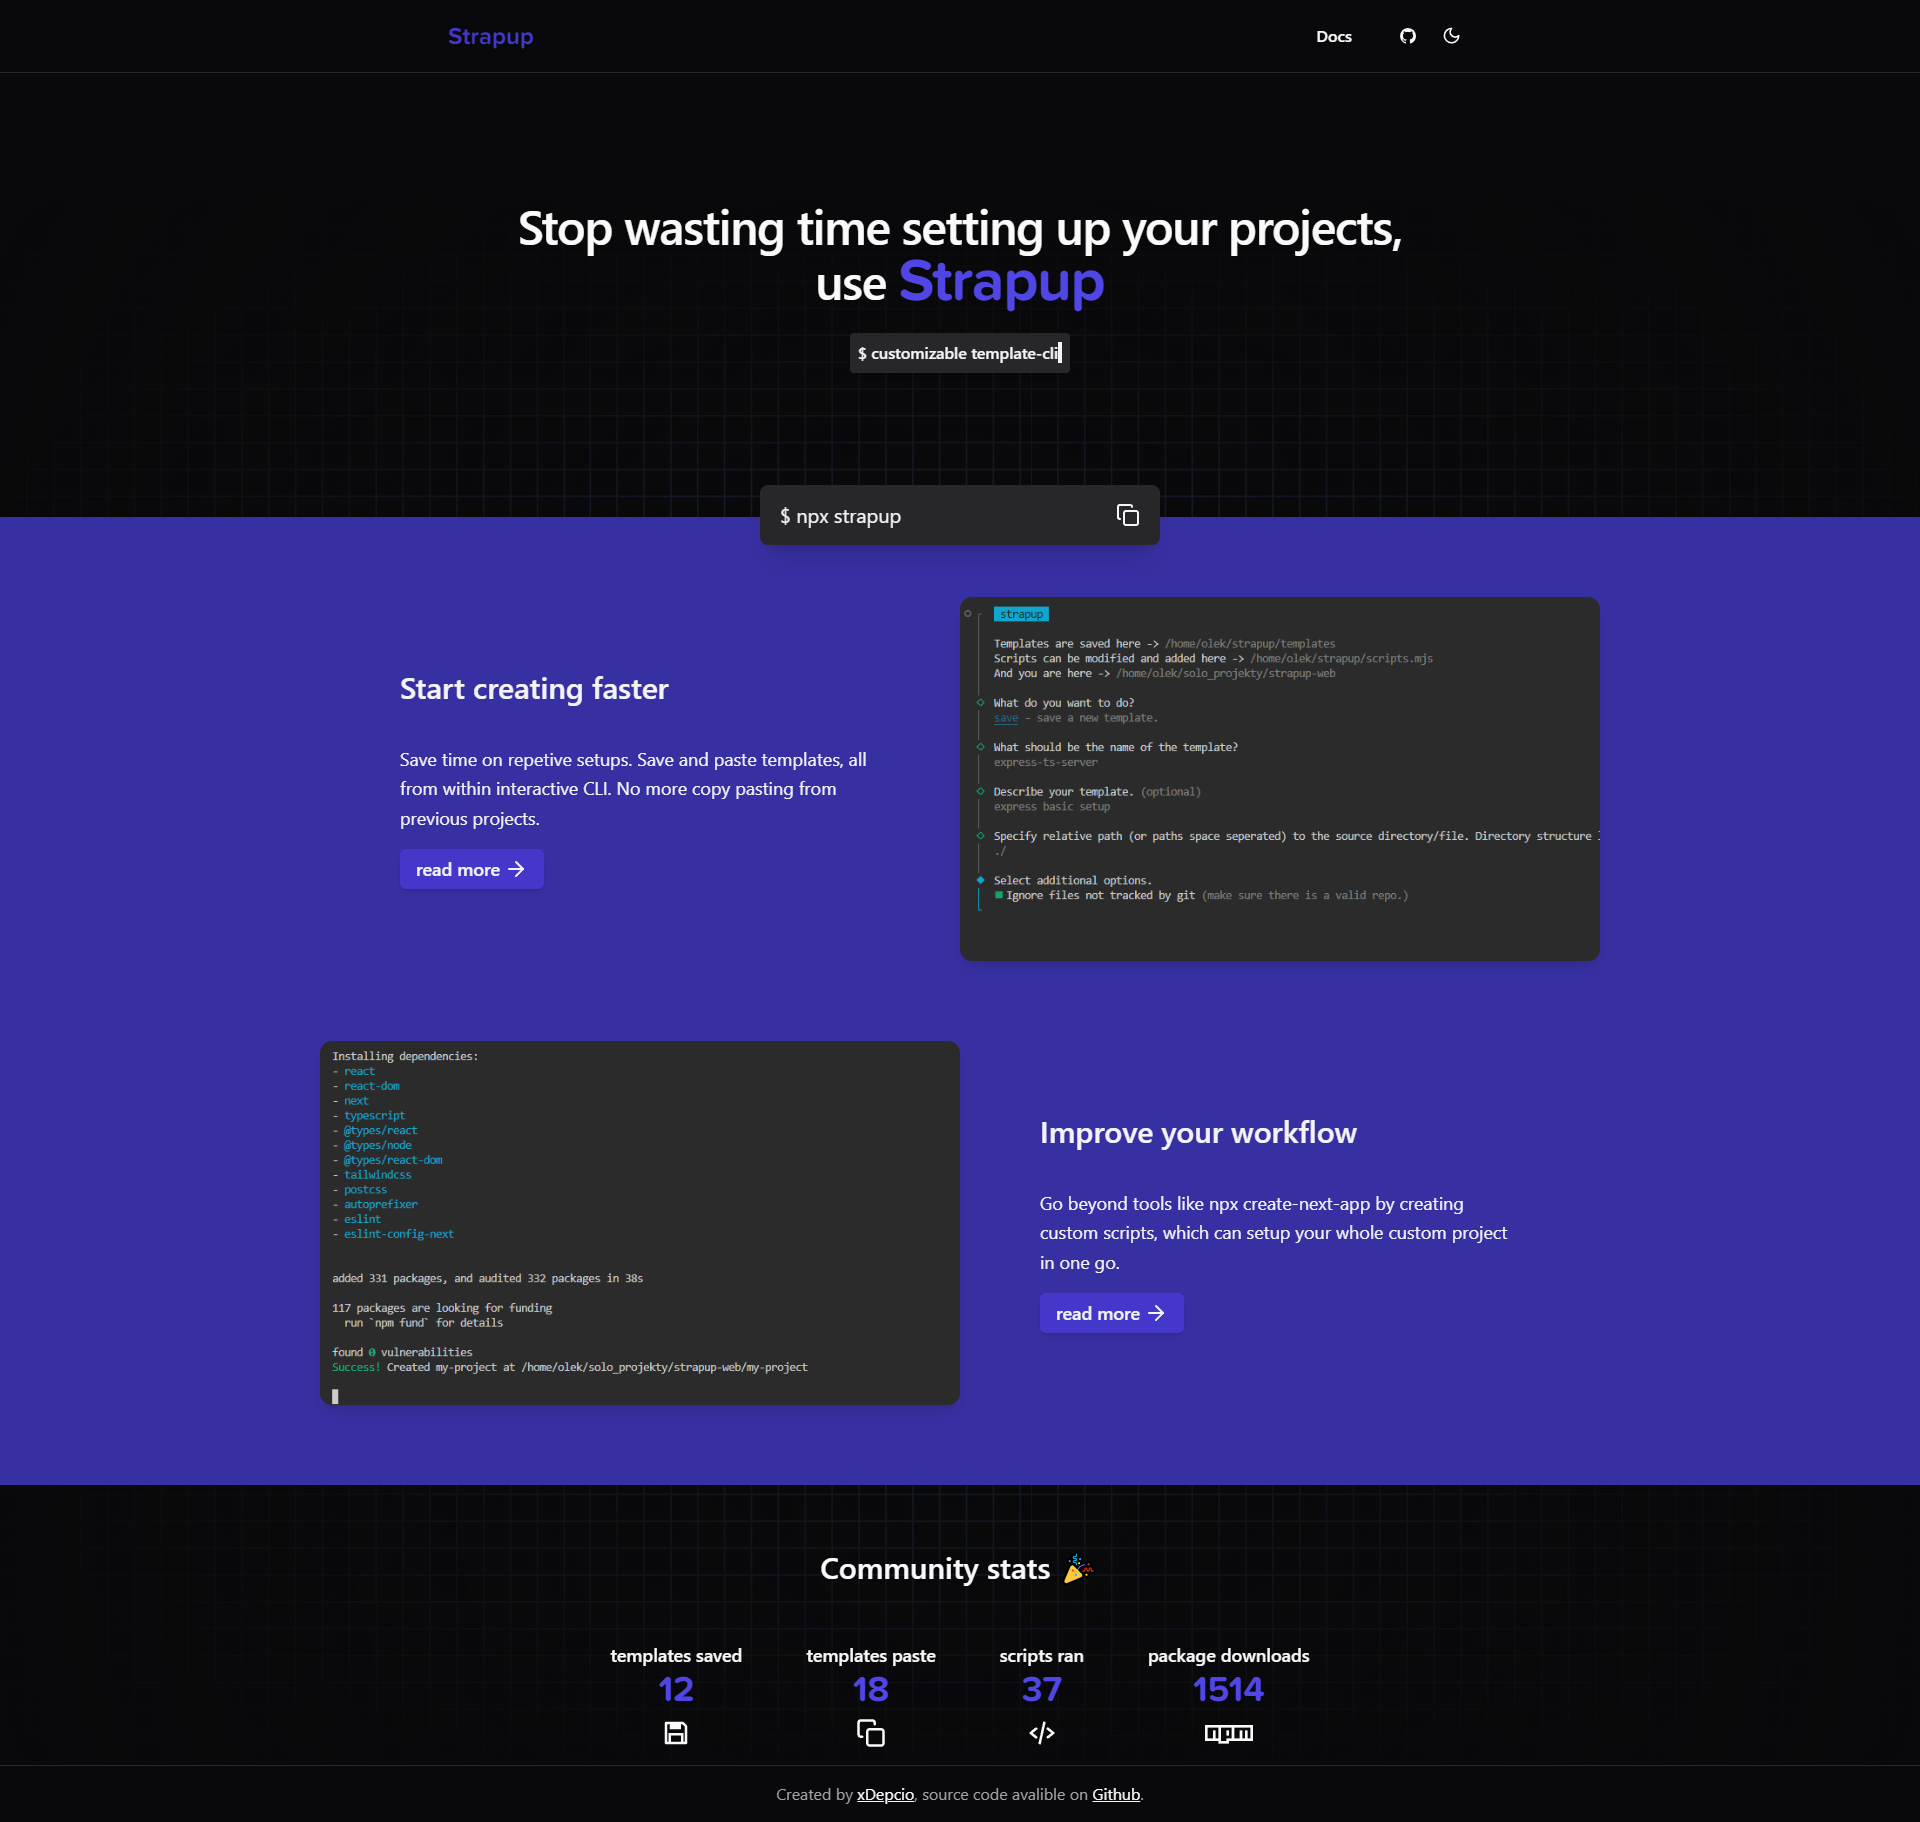 Strapup
Docs
Stop wasting time setting up your projects,
use Strapup
$ customizable template-cli
$ npx strapup
Start creating faster
Save time on repetive setups. Save and paste templates, all
from within interactive CLI. No more copy pasting from
previous projects.
read more
strapup
Templates are saved here -> /home/olek/strapup/templates
Scripts can be modified and added here -> /home/olek/strapup/scripts.mjs
And you are here -> /home/olek/solo_projekty/strapup-web
What do you want to do?
save - save a new template.
What should be the name of the template?
express-ts-server
Describe your template. (optional)
express basic setup
Specify relative path (or paths space seperated) to the source directory/file. Directory structure
./
Select additional options.
Ignore files not tracked by git (make sure there is a valid repo.)
Installing dependencies:
- react
- react-dom
- next
- typescript
- @types/react
- @types/node
- @types/react-dom
- tailwindcss
- postcss
- autoprefixer
- eslint
- eslint-config-next
added 331 packages, and audited 332 packages in 38s
117 packages are looking for funding
run `npm fund` for details
found 0 vulnerabilities
Success! Created my-project at /home/olek/solo_projekty/strapup-web/my-project
Improve your workflow
Go beyond tools like npx create-next-app by creating
custom scripts, which can setup your whole custom project
in one go.
read more
Community stats 🎉
templates saved
12
templates paste
18
scripts ran
37
package downloads
1514
npm
Created by xDepcio, source code avalible on Github.